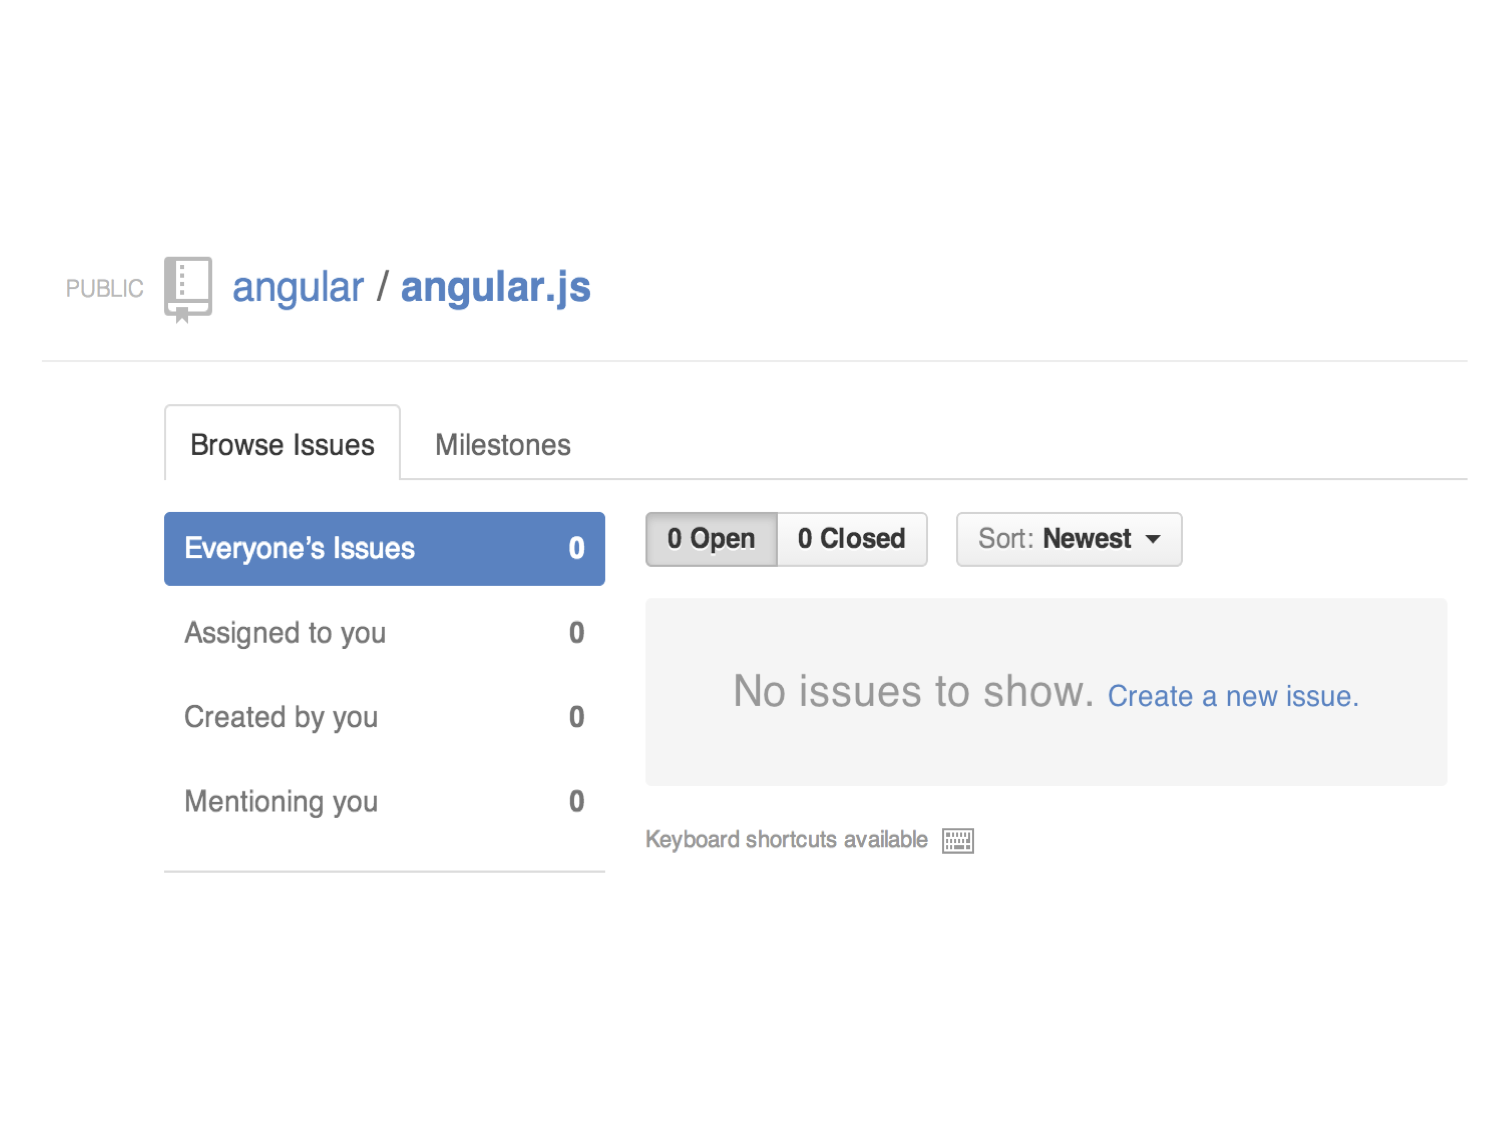 PUBLIC angular / angular.js
Browse Issues Milestones
Everyone’s Issues 0
Assigned to you 0
Created by you 0
Mentioning you 0
0 Open 0 Closed Sort: Newest
No issues to show. Create a new issue.
Keyboard shortcuts available